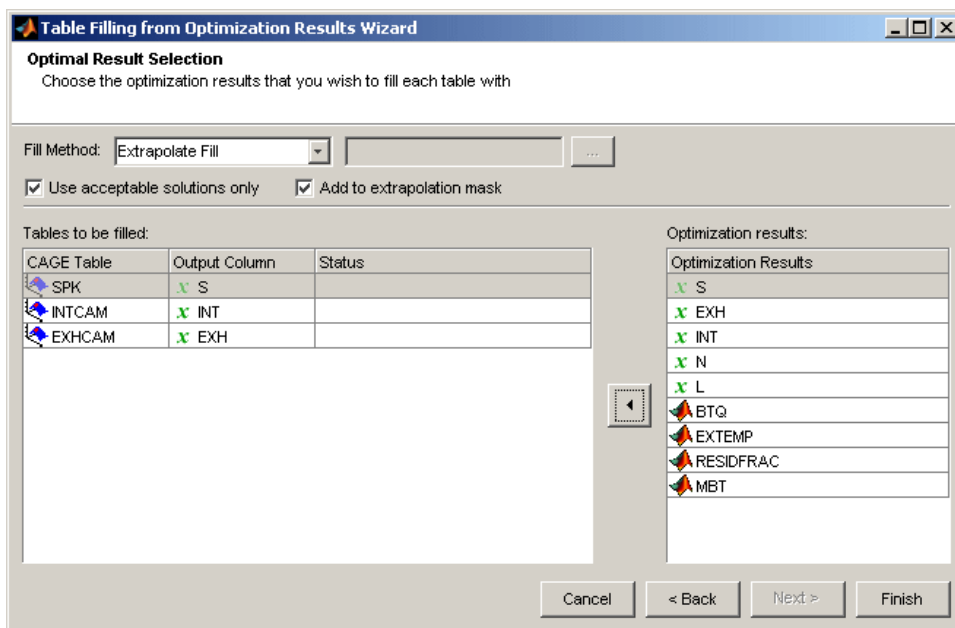 Table Filling from Optimization Results Wizard
Optimal Result Selection
Choose the optimization results that you wish to fill each table with
Fill Method: Extrapolate Fill ...
Use acceptable solutions only Add to extrapolation mask
Tables to be filled:
CAGE Table Output Column Status
SPK x S
INTCAM x INT
EXHCAM x EXH
Optimization results:
Optimization Results
x S
x EXH
x INT
x N
x L
BTQ
EXTEMP
RESIDFRAC
MBT
Cancel < Back Next > Finish